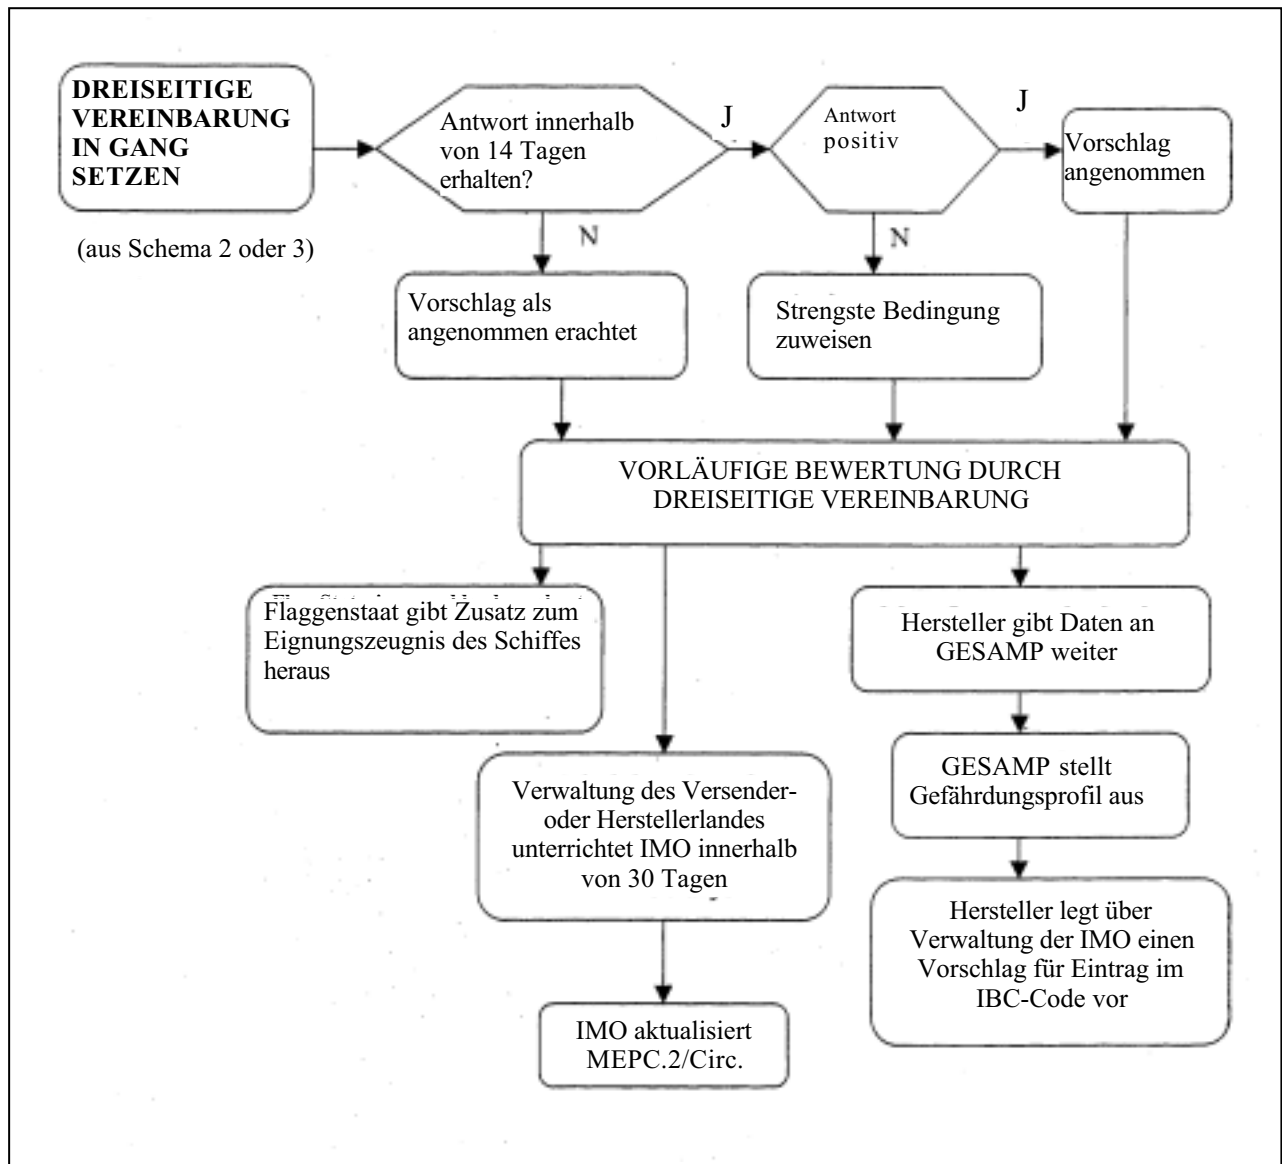 DREISEITIGE
VEREINBARUNG
IN GANG
SETZEN
(aus Schema 2 oder 3)
Antwort innerhalb
von 14 Tagen
erhalten?
J
N
Antwort
positiv
J
N
Vorschlag
angenommen
Vorschlag als
angenommen erachtet
Strengste Bedingung
zuweisen
VORLÄUFIGE BEWERTUNG DURCH
DREISEITIGE VEREINBARUNG
Flaggenstaat gibt Zusatz zum
Eignungszeugnis des Schiffes
heraus
Hersteller gibt Daten an
GESAMP weiter
Verwaltung des Versender-
oder Herstellerlandes
unterrichtet IMO innerhalb
von 30 Tagen
GESAMP stellt
Gefährdungsprofil aus
Hersteller legt über
Verwaltung der IMO einen
Vorschlag für Eintrag im
IBC-Code vor
IMO aktualisiert
MEPC.2/Circ.